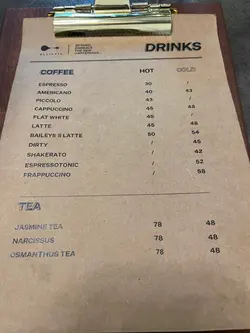 DRINKS
COFFEE HOT COLD
ESPRESSO 30 /
AMERICANO 40 43
PICCOLO 43 /
CAPPUCCINO 45 48
FLAT WHITE 45 /
LATTE 45 48
BAILEYS LATTE 50 54
DIRTY / 45
SHAKERATO / 42
ESPRESSOTONIC / 52
FRAPPUCCINO / 58
TEA
JASMINE TEA 78 48
NARCISSUS 78 48
OSMANTHUS TEA 78 48